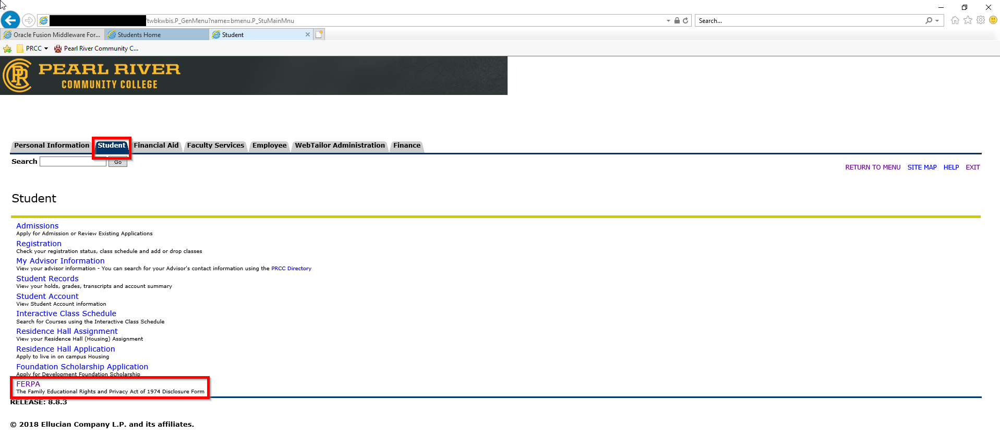 /twbkwbis.P_GenMenu?name=bmenu.P_StuMainMnu
Search...
Oracle Fusion Middleware For...
Students Home
Student
PRCC
Pearl River Community C...
PEARL RIVER
COMMUNITY COLLEGE
Personal Information
Student
Financial Aid
Faculty Services
Employee
WebTailor Administration
Finance
Search
Go
RETURN TO MENU
SITE MAP
HELP
EXIT
Student
Admissions
Apply for Admission or Review Existing Applications
Registration
Check your registration status, class schedule and add or drop classes
My Advisor Information
View your advisor information - You can search for your Advisor's contact information using the PRCC Directory
Student Records
View your holds, grades, transcripts and account summary
Student Account
View Student Account information
Interactive Class Schedule
Search for Courses using the Interactive Class Schedule
Residence Hall Assignment
View your Residence Hall (Housing) Assignment
Residence Hall Application
Apply to live in on campus Housing
Foundation Scholarship Application
Apply for Development Foundation Scholarship
FERPA
The Family Educational Rights and Privacy Act of 1974 Disclosure Form
RELEASE: 8.8.3
© 2018 Ellucian Company L.P. and its affiliates.